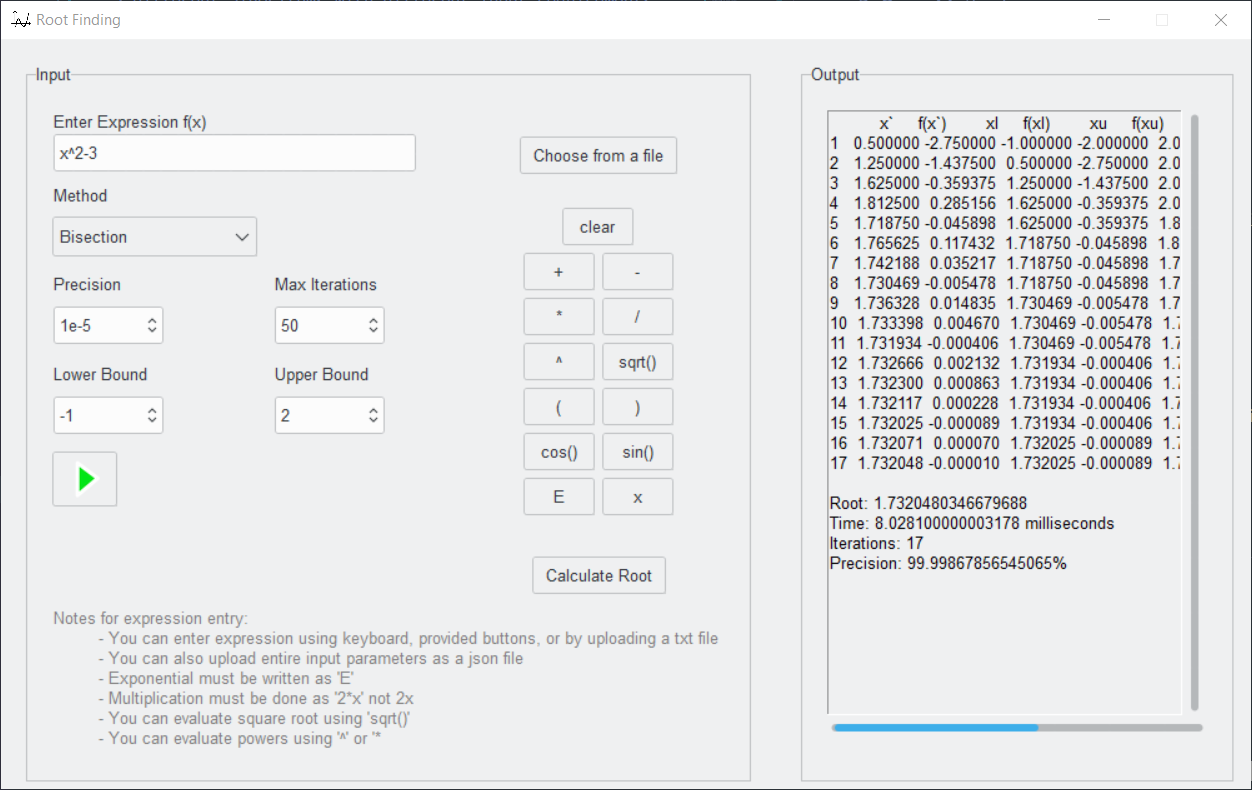 Root Finding
Input
Enter Expression f(x)
x^2-3
Choose from a file
Method
Bisection
clear
Precision
Max Iterations
1e-5
50
Lower Bound
Upper Bound
-1
2
+
-
*
/
^
sqrt()
(
)
cos()
sin()
E
x
Calculate Root
Notes for expression entry:
- You can enter expression using keyboard, provided buttons, or by uploading a txt file
- You can also upload entire input parameters as a json file
- Exponential must be written as 'E'
- Multiplication must be done as '2*x' not 2x
- You can evaluate square root using 'sqrt()'
- You can evaluate powers using '^' or '*
Output
x` f(x`) xl f(xl) xu f(xu)
1 0.500000 -2.750000 -1.000000 -2.000000 2.0
2 1.250000 -1.437500 0.500000 -2.750000 2.0
3 1.625000 -0.359375 1.250000 -1.437500 2.0
4 1.812500 0.285156 1.625000 -0.359375 2.0
5 1.718750 -0.045898 1.625000 -0.359375 1.8
6 1.765625 0.117432 1.718750 -0.045898 1.8
7 1.742188 0.035217 1.718750 -0.045898 1.7
8 1.730469 -0.005478 1.718750 -0.045898 1.7
9 1.736328 0.014835 1.730469 -0.005478 1.7
10 1.733398 0.004670 1.730469 -0.005478 1.7
11 1.731934 -0.000406 1.730469 -0.005478 1.7
12 1.732666 0.002132 1.731934 -0.000406 1.7
13 1.732300 0.000863 1.731934 -0.000406 1.7
14 1.732117 0.000228 1.731934 -0.000406 1.7
15 1.732025 -0.000089 1.731934 -0.000406 1.7
16 1.732071 0.000070 1.732025 -0.000089 1.7
17 1.732048 -0.000010 1.732025 -0.000089 1.7
Root: 1.7320480346679688
Time: 8.028100000003178 milliseconds
Iterations: 17
Precision: 99.99867856545065%